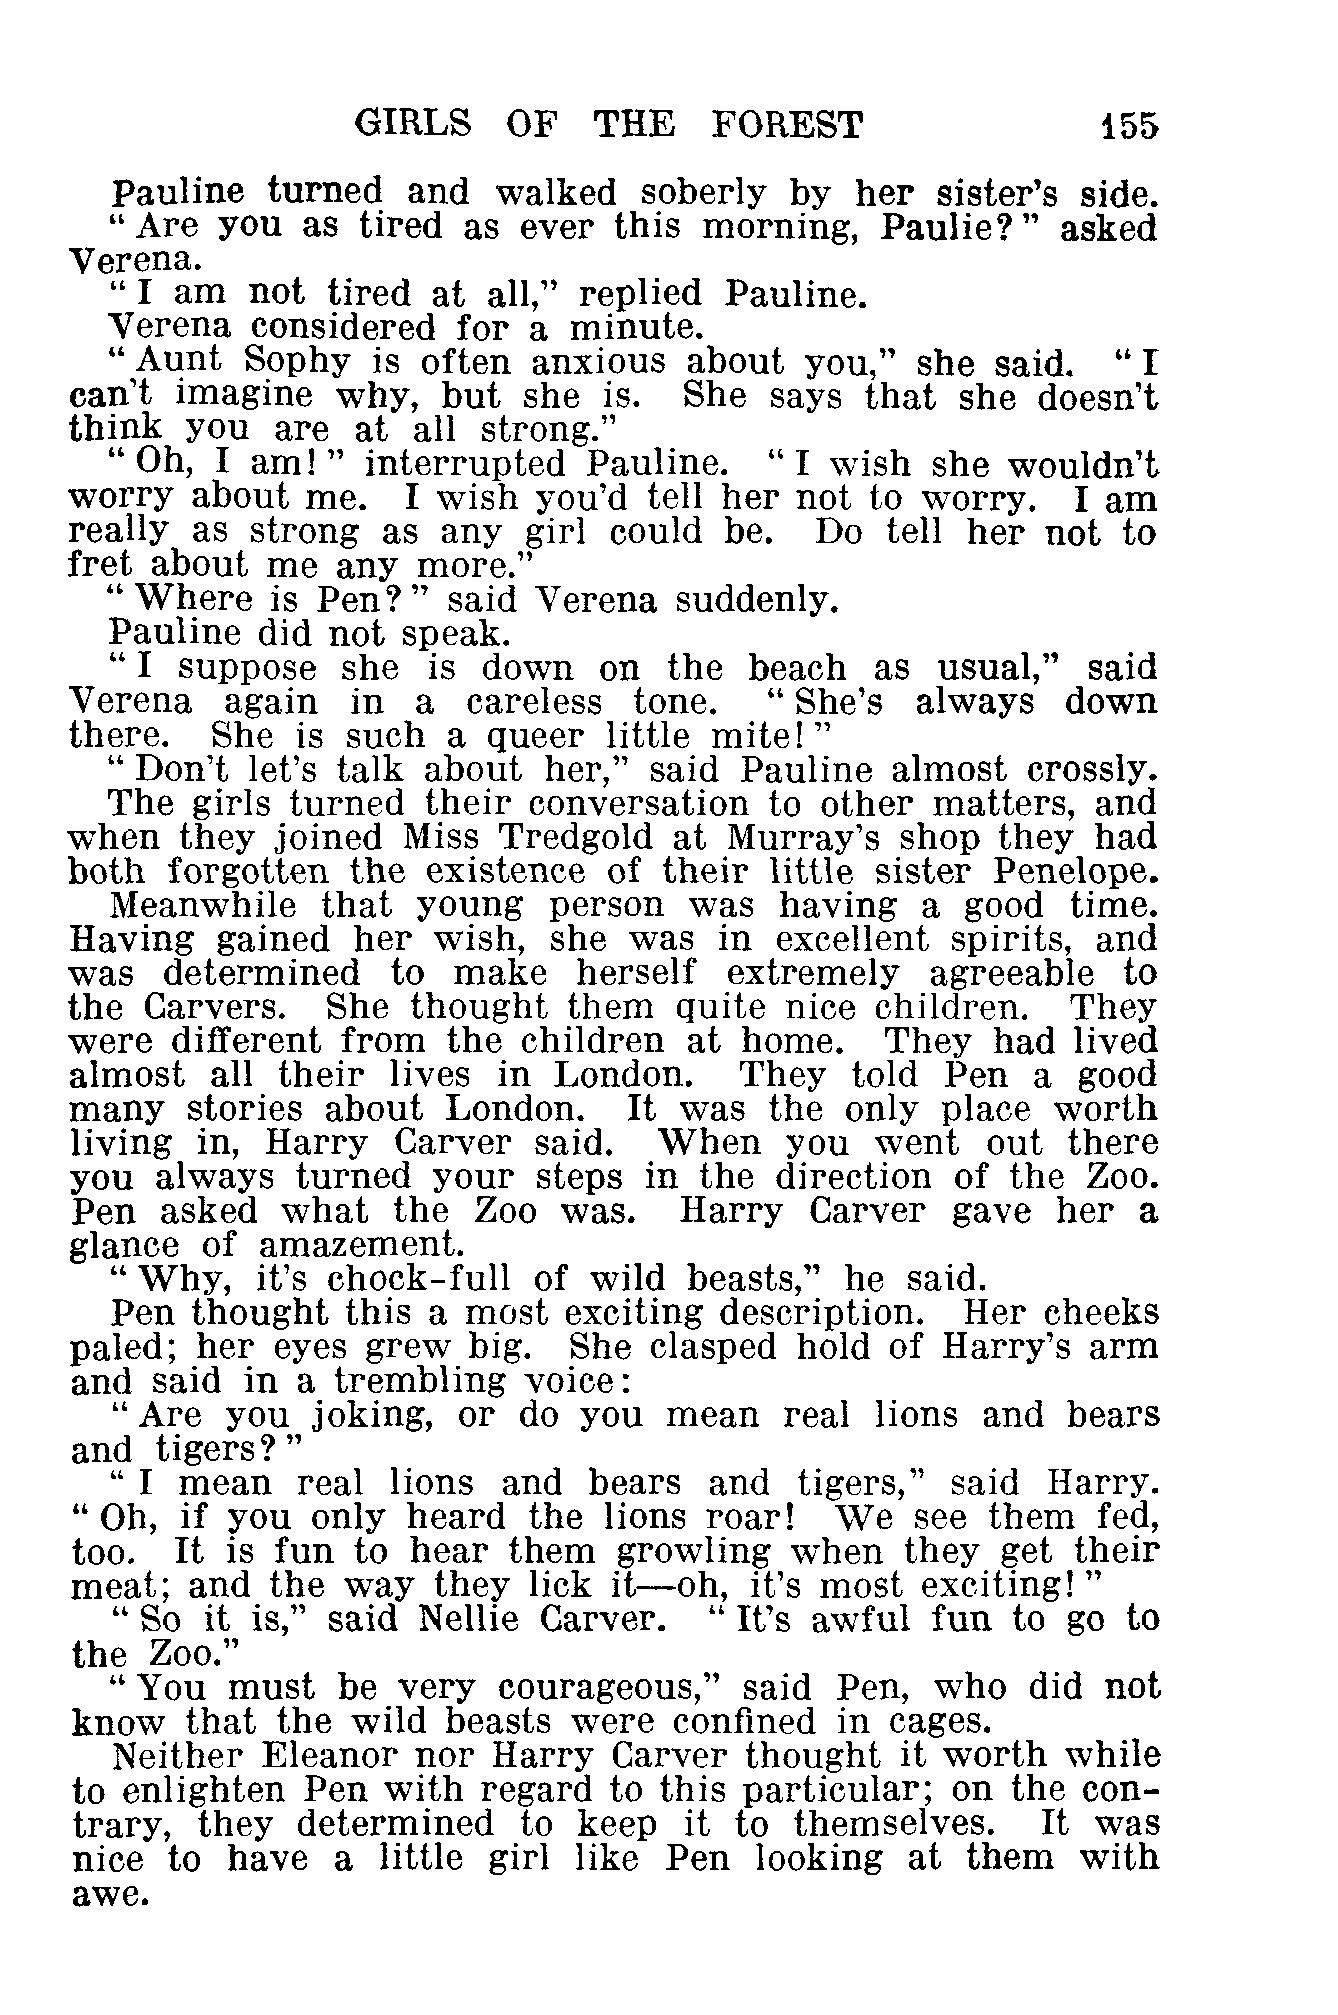 GIRLS OF THE FOREST 155
Pauline turned and walked soberly by her sister's side.
“Are you as tired as ever this morning, Paulie?” asked
Verena.
“I am not tired at all,” replied Pauline.
Verena considered for a minute.
“Aunt Sophy is often anxious about you,” she said. “I
can't imagine why, but she is. She says that she doesn't
think you are at all strong.”
“Oh, I am!” interrupted Pauline. “I wish she wouldn't
worry about me. I wish you'd tell her not to worry. I am
really as strong as any girl could be. Do tell her not to
fret about me any more.”
“Where is Pen?” said Verena suddenly.
Pauline did not speak.
“I suppose she is down on the beach as usual,” said
Verena again in a careless tone. “She's always down
there. She is such a queer little mite!”
“Don't let's talk about her,” said Pauline almost crossly.
The girls turned their conversation to other matters, and
when they joined Miss Tredgold at Murray's shop they had
both forgotten the existence of their little sister Penelope.
Meanwhile that young person was having a good time.
Having gained her wish, she was in excellent spirits, and
was determined to make herself extremely agreeable to
the Carvers. She thought them quite nice children. They
were different from the children at home. They had lived
almost all their lives in London. They told Pen a good
many stories about London. It was the only place worth
living in, Harry Carver said. When you went out there
you always turned your steps in the direction of the Zoo.
Pen asked what the Zoo was. Harry Carver gave her a
glance of amazement.
“Why, it's chock-full of wild beasts,” he said.
Pen thought this a most exciting description. Her cheeks
paled; her eyes grew big. She clasped hold of Harry's arm
and said in a trembling voice:
“Are you joking, or do you mean real lions and bears
and tigers?”
“I mean real lions and bears and tigers,” said Harry.
“Oh, if you only heard the lions roar! We see them fed,
too. It is fun to hear them growling when they get their
meat; and the way they lick it—oh, it's most exciting!”
“So it is,” said Nellie Carver. “It's awful fun to go to
the Zoo.”
“You must be very courageous,” said Pen, who did not
know that the wild beasts were confined in cages.
Neither Eleanor nor Harry Carver thought it worth while
to enlighten Pen with regard to this particular; on the con-
trary, they determined to keep it to themselves. It was
nice to have a little girl like Pen looking at them with
awe.